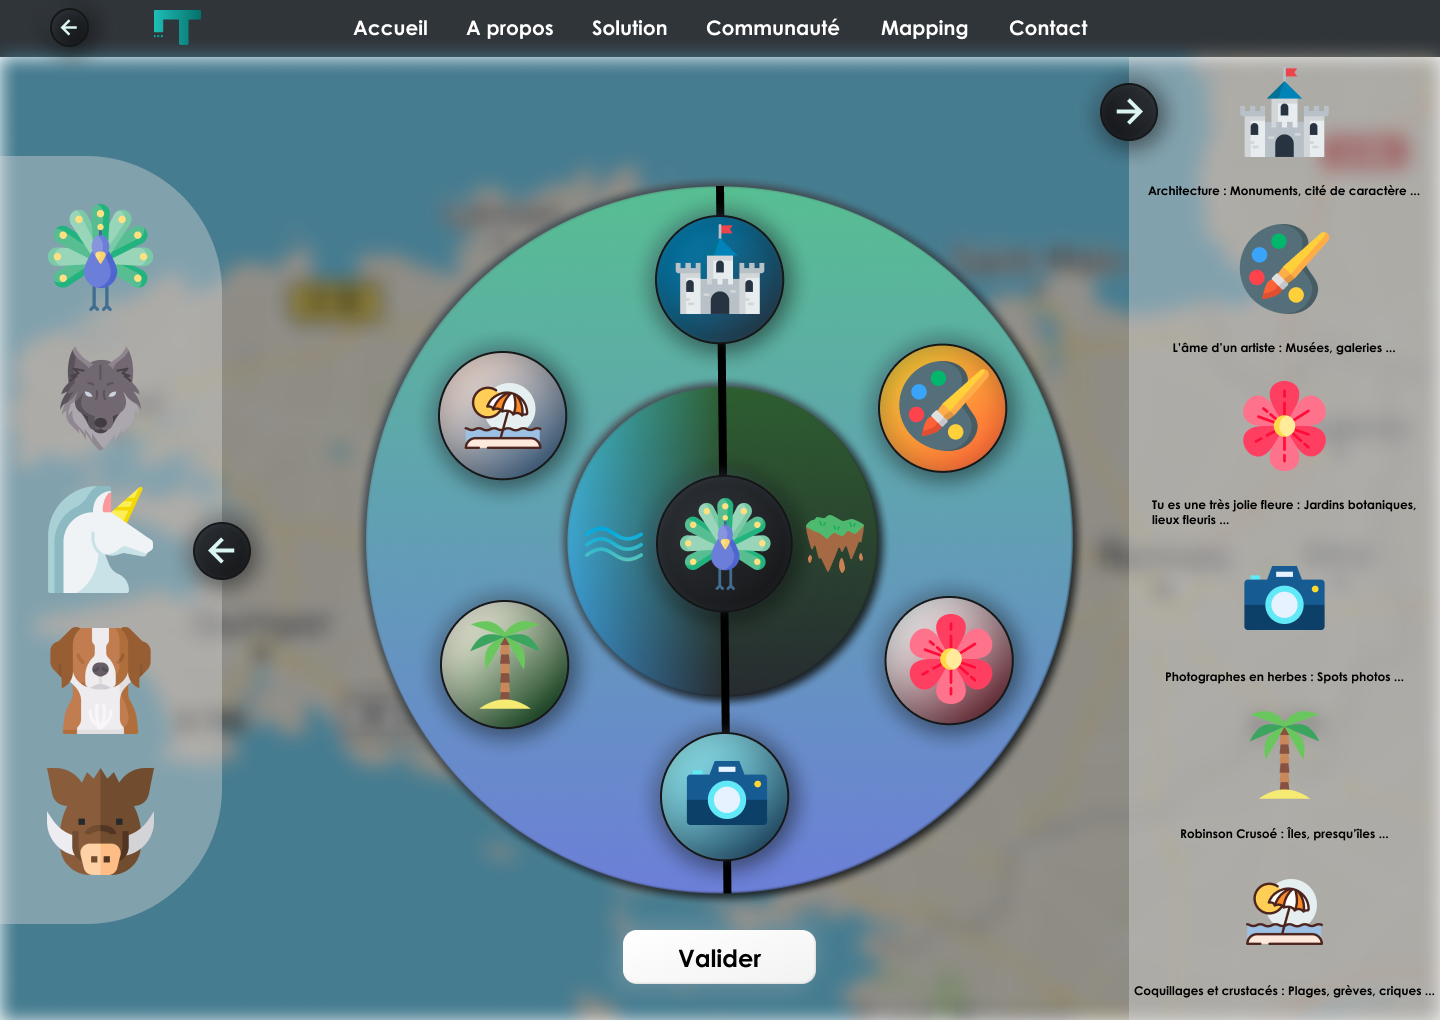 Accueil
A propos
Solution
Communauté
Mapping
Contact
Architecture : Monuments, cité de caractère ...
L'âme d'un artiste : Musées, galeries ...
Tu es une très jolie fleure : Jardins botaniques,
lieux fleuris ...
Photographes en herbes : Spots photos ...
Robinson Crusoé : Îles, presqu'îles ...
Coquillages et crustacés : Plages, grèves, criques ...
Valider